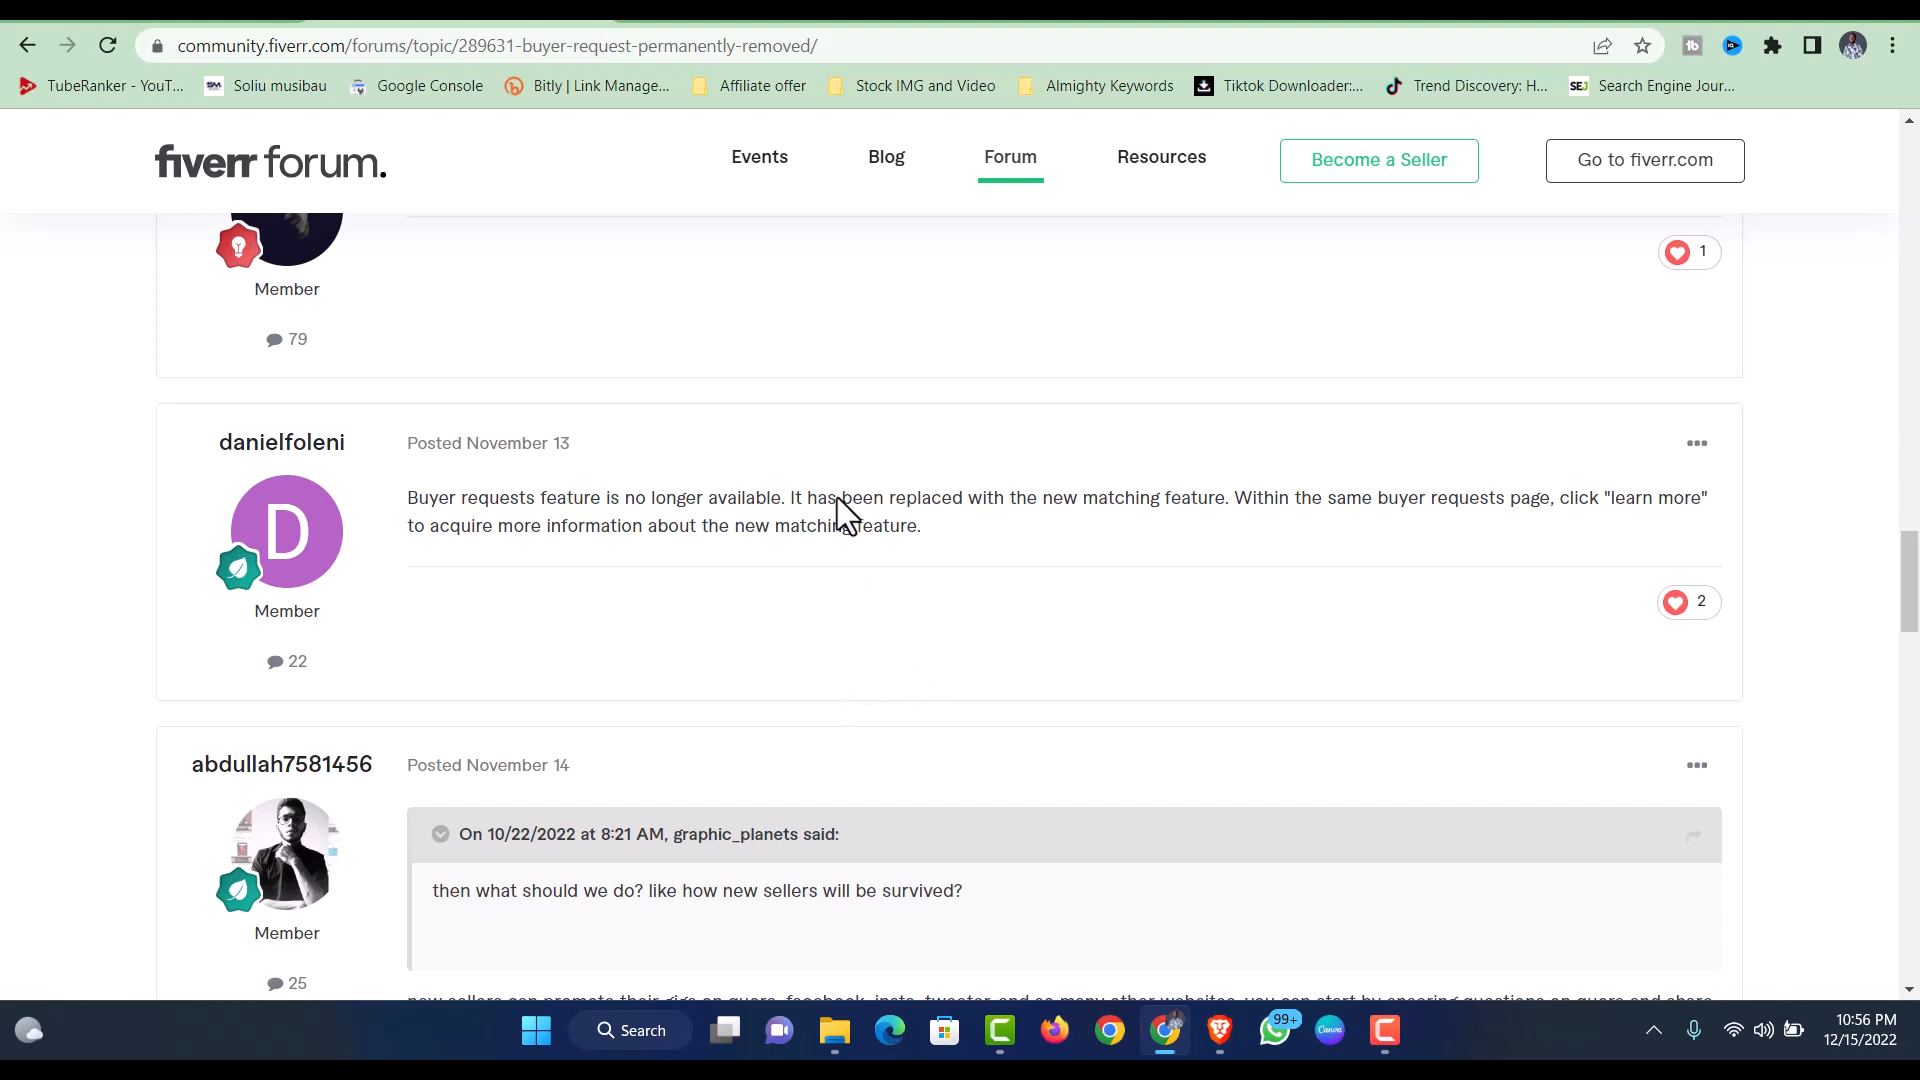 community.fiverr.com/forums/topic/289631-buyer-request-permanently-removed/
TubeRanker - YouT...
Soliu musibau
Google Console
Bitly | Link Manage...
Affiliate offer
Stock IMG and Video
Almighty Keywords
Tiktok Downloader:...
Trend Discovery: H...
SEJ
Search Engine Jour...
fiverr forum.
Events
Blog
Forum
Resources
Become a Seller
Go to fiverr.com
1
Member
79
danielfoleni
Posted November 13
D
Buyer requests feature is no longer available. It has been replaced with the new matching feature. Within the same buyer requests page, click "learn more"
to acquire more information about the new matching feature.
2
Member
22
abdullah7581456
Posted November 14
On 10/22/2022 at 8:21 AM, graphic_planets said:
then what should we do? like how new sellers will be survived?
Member
25
Search
99+
Canva
10:56 PM
12/15/2022